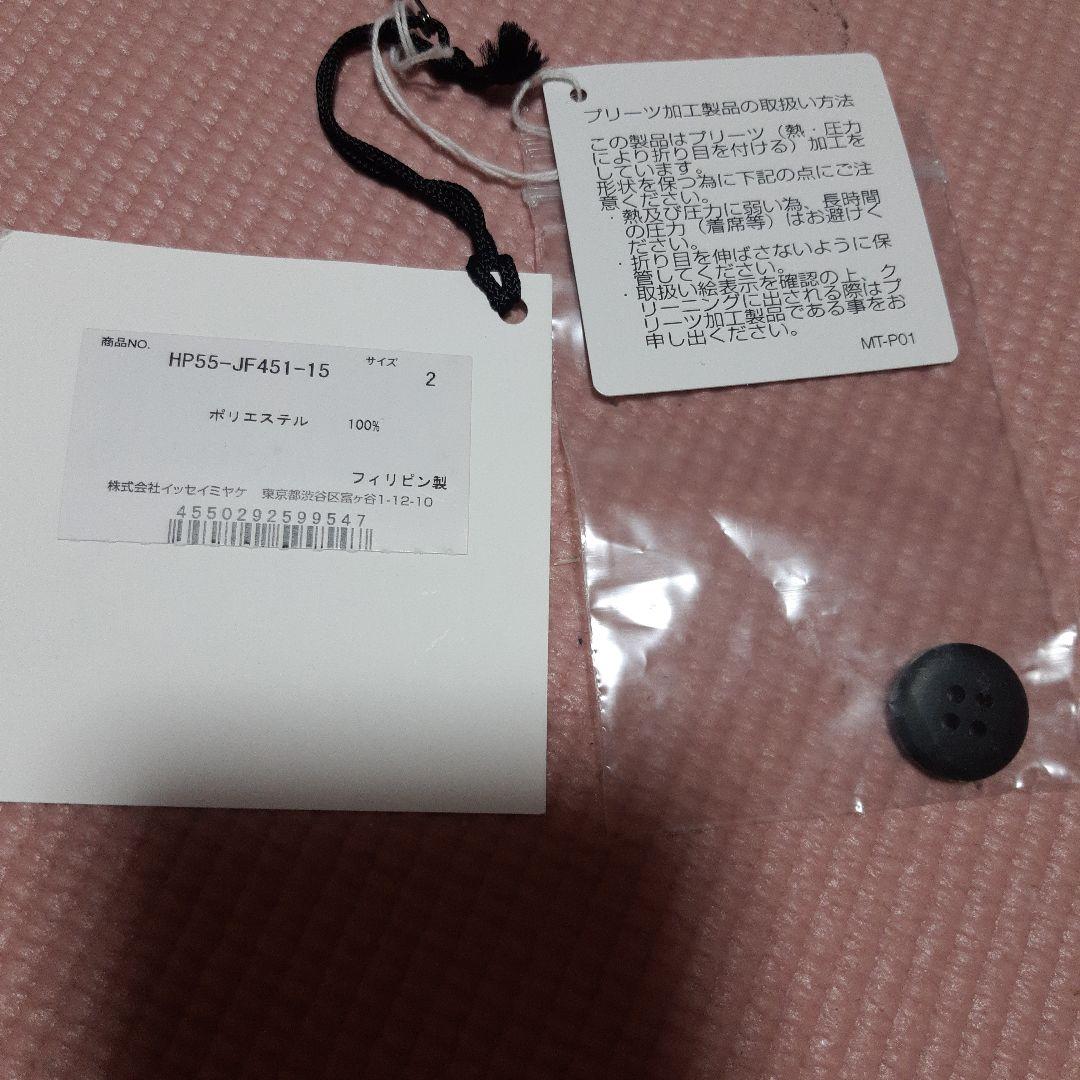 商品NO.
HP55-JF451-15
サイズ
2
ポリエステル 100%
フィリピン製
株式会社イッセイミヤケ 東京都渋谷区富ヶ谷1-12-10
4550292599547
プリーツ加工製品の取扱い方法
この製品はプリーツ（熱・圧力
により折り目を付ける）加工を
しています。
形状を保つ為に下記の点にご注
意ください。
・熱及び圧力に弱い為、長時間
の圧力（着席等）はお避けく
ださい。
・折り目を伸ばさないように保
管してください。
・取扱い絵表示を確認の上、ク
リーニングに出される際はプ
リーツ加工製品である事をお
申し出ください。
MT-P01